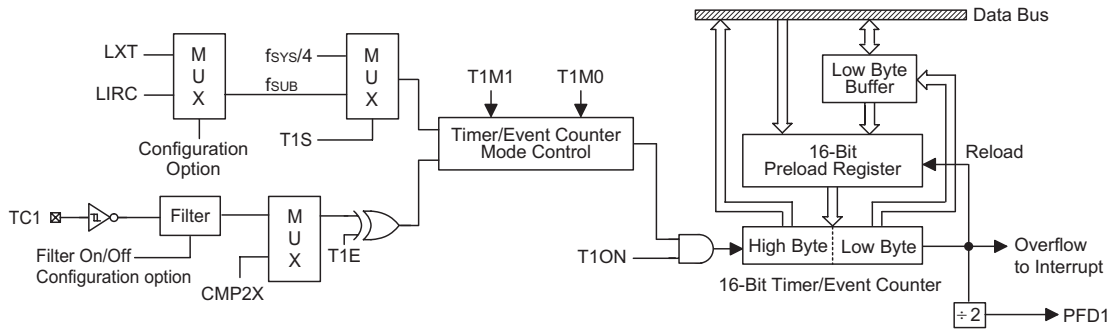 Data Bus
LXT
LIRC
M
U
X
Configuration
Option
fSYS/4
fSUB
M
U
X
T1S
T1M1
T1M0
Timer/Event Counter
Mode Control
Low Byte
Buffer
16-Bit
Preload Register
Reload
TC1
Filter
Filter On/Off
Configuration option
M
U
X
CMP2X
T1E
T1ON
High Byte
Low Byte
16-Bit Timer/Event Counter
Overflow
to Interrupt
÷ 2
PFD1